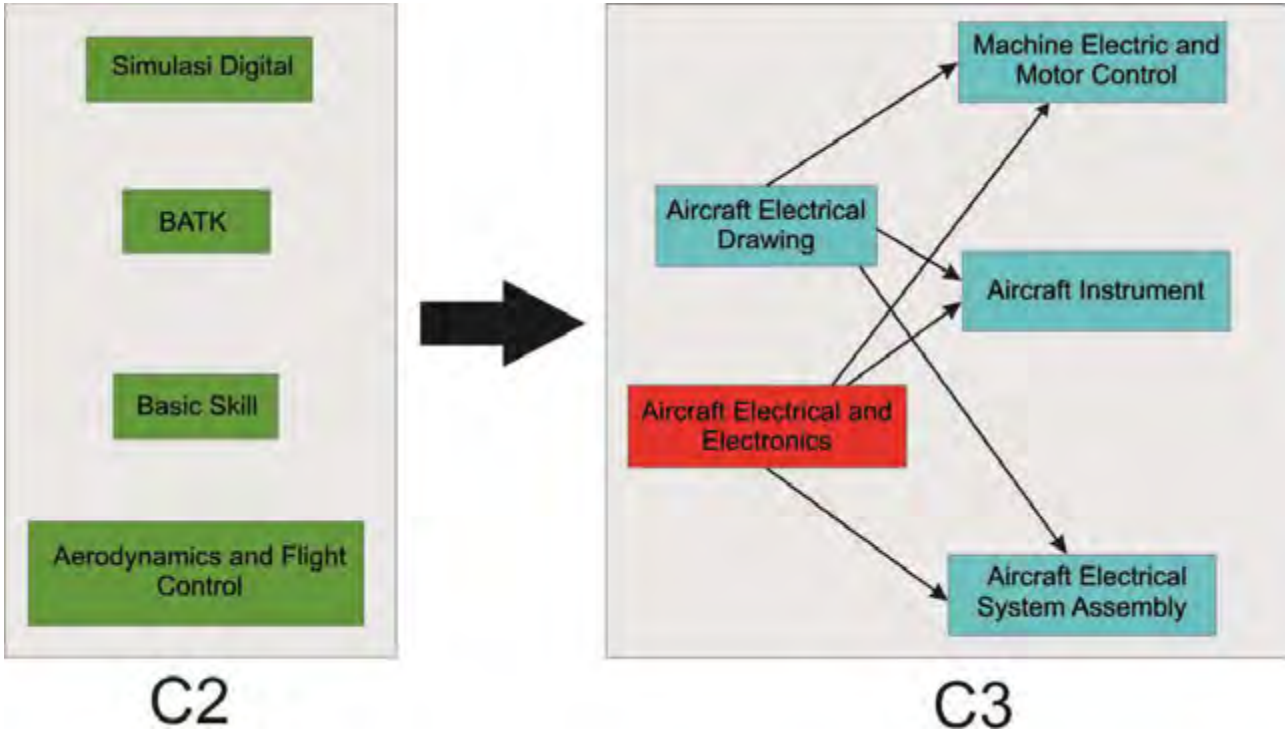 Simulasi Digital
BATK
Basic Skill
Aerodynamics and Flight
Control
C2
Machine Electric and
Motor Control
Aircraft Electrical
Drawing
Aircraft Instrument
Aircraft Electrical and
Electronics
Aircraft Electrical
System Assembly
C3